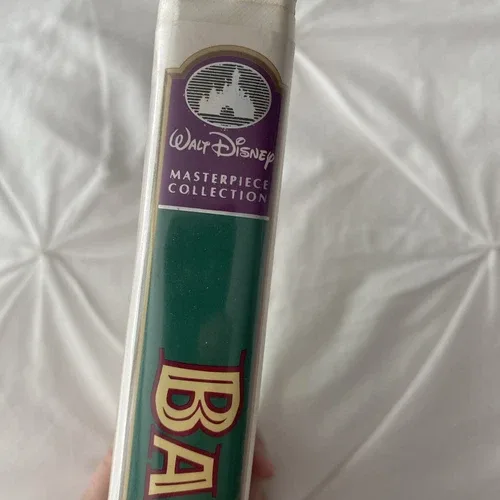 WALT DISNEY
MASTERPIECE
COLLECTION
BA